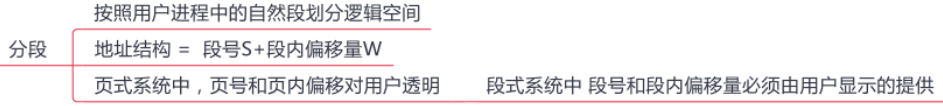 按照用户进程中的自然段划分逻辑空间
分段
地址结构 = 段号S+段内偏移量W
页式系统中，页号和页内偏移对用户透明 段式系统中 段号和段内偏移量必须由用户显示的提供